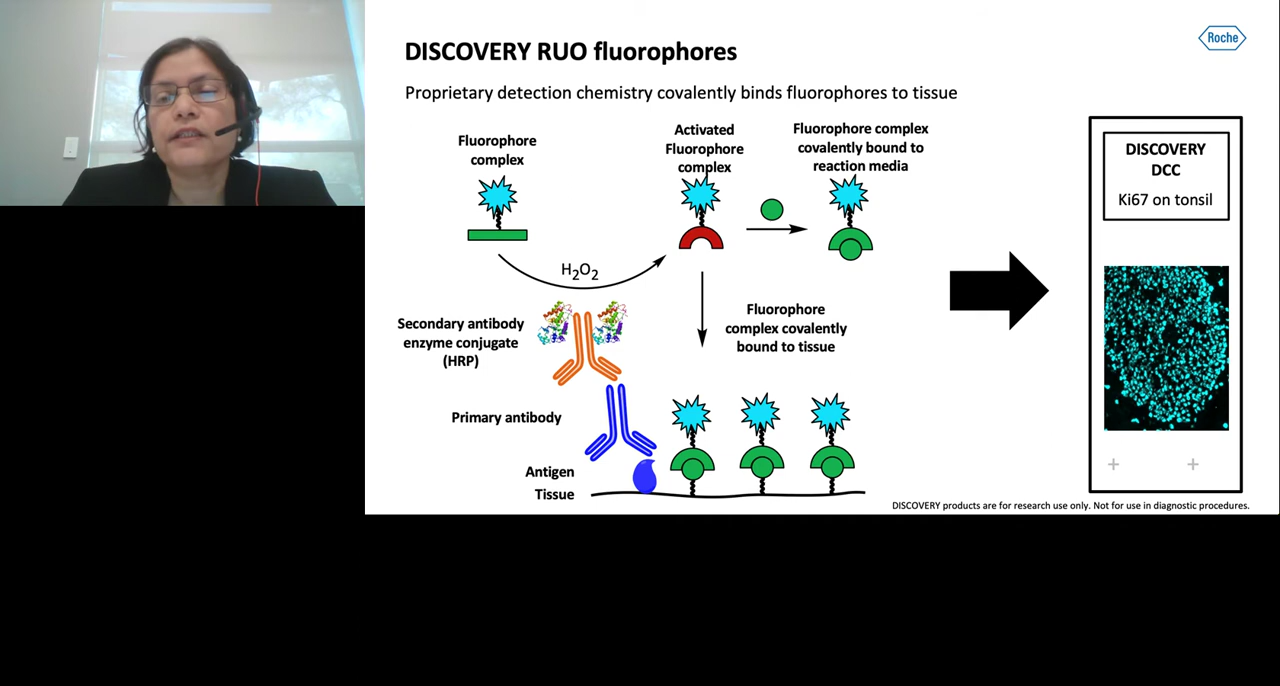 Roche
DISCOVERY RUO fluorophores
Proprietary detection chemistry covalently binds fluorophores to tissue
Fluorophore
complex
Activated
Fluorophore
complex
Fluorophore complex
covalently bound to
reaction media
H₂O₂
Secondary antibody
enzyme conjugate
(HRP)
Fluorophore
complex covalently
bound to tissue
Primary antibody
Antigen
Tissue
DISCOVERY
DCC
Ki67 on tonsil
DISCOVERY products are for research use only. Not for use in diagnostic procedures.